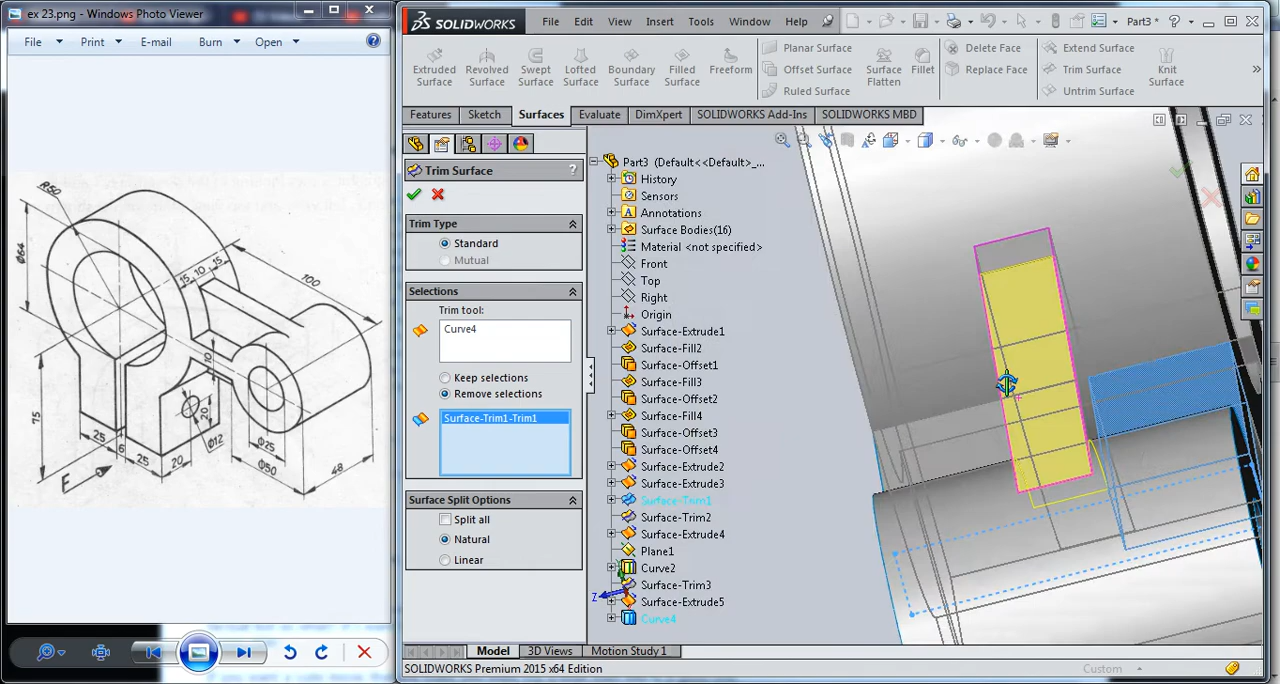 ex 23.png - Windows Photo Viewer
File Print E-mail Burn Open
R50
Ø64
15 10 15
100
10
75
20
Ø12
25 6 25 20
Ø25
Ø50
48
E
SOLIDWORKS
File Edit View Insert Tools Window Help
Part3 *
Extruded Surface
Revolved Surface
Swept Surface
Lofted Surface
Boundary Surface
Filled Surface
Freeform
Planar Surface
Offset Surface
Ruled Surface
Surface Flatten
Fillet
Delete Face
Replace Face
Extend Surface
Trim Surface
Untrim Surface
Knit Surface
Features Sketch Surfaces Evaluate DimXpert SOLIDWORKS Add-Ins SOLIDWORKS MBD
Trim Surface
?
Trim Type
Standard
Mutual
Selections
Trim tool:
Curve4
Keep selections
Remove selections
Surface-Trim1-Trim1
Surface Split Options
Split all
Natural
Linear
Part3 (Default<<Default>_...
History
Sensors
Annotations
Surface Bodies(16)
Material <not specified>
Front
Top
Right
Origin
Surface-Extrude1
Surface-Fill2
Surface-Offset1
Surface-Fill3
Surface-Offset2
Surface-Fill4
Surface-Offset3
Surface-Offset4
Surface-Extrude2
Surface-Extrude3
Surface-Trim1
Surface-Trim2
Surface-Extrude4
Plane1
Curve2
Surface-Trim3
Surface-Extrude5
Curve4
Z
Model 3D Views Motion Study 1
SOLIDWORKS Premium 2015 x64 Edition
Custom